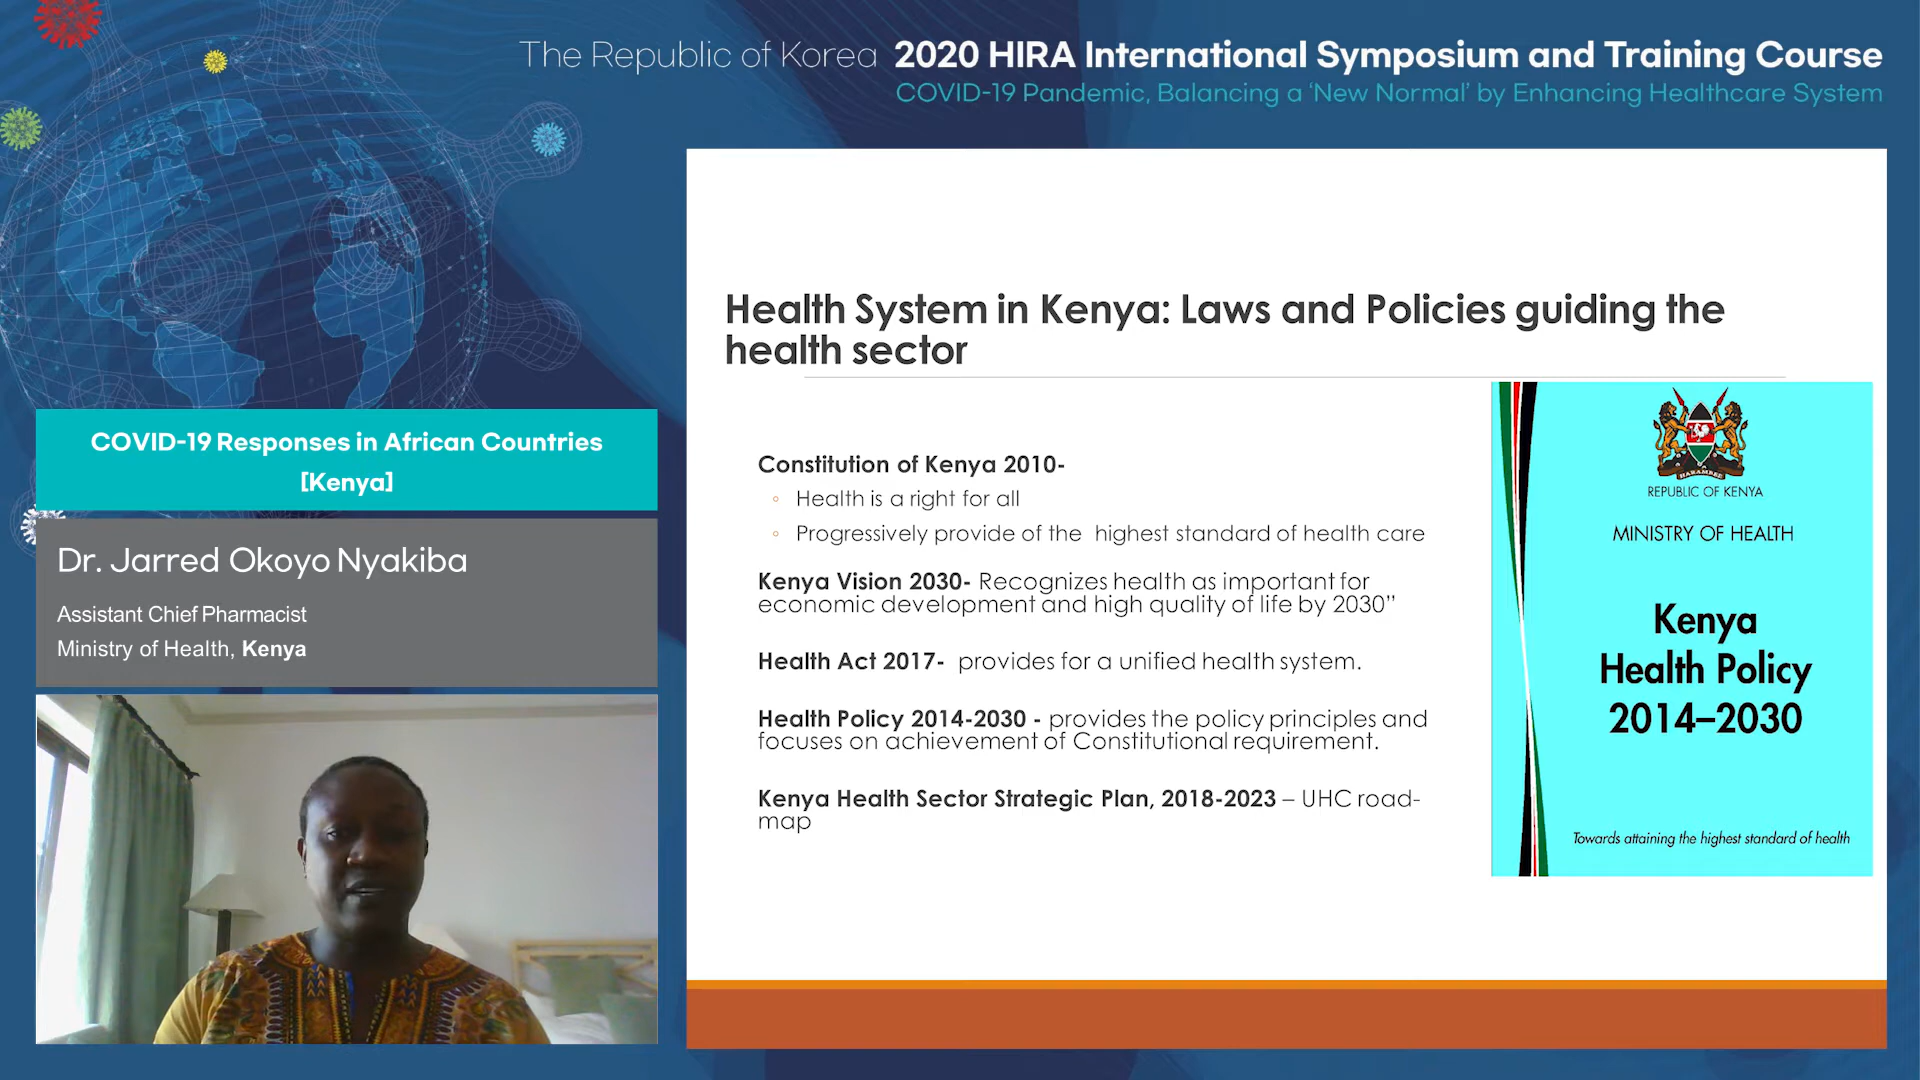 The Republic of Korea 2020 HIRA International Symposium and Training Course
COVID-19 Pandemic, Balancing a 'New Normal' by Enhancing Healthcare System
COVID-19 Responses in African Countries
[Kenya]
Dr. Jarred Okoyo Nyakiba
Assistant Chief Pharmacist
Ministry of Health, Kenya
Health System in Kenya: Laws and Policies guiding the
health sector
Constitution of Kenya 2010-
◦ Health is a right for all
◦ Progressively provide of the highest standard of health care
Kenya Vision 2030- Recognizes health as important for
economic development and high quality of life by 2030”
Health Act 2017- provides for a unified health system.
Health Policy 2014-2030 - provides the policy principles and
focuses on achievement of Constitutional requirement.
Kenya Health Sector Strategic Plan, 2018-2023 – UHC road-
map
HARAMBEE
REPUBLIC OF KENYA
MINISTRY OF HEALTH
Kenya
Health Policy
2014–2030
Towards attaining the highest standard of health